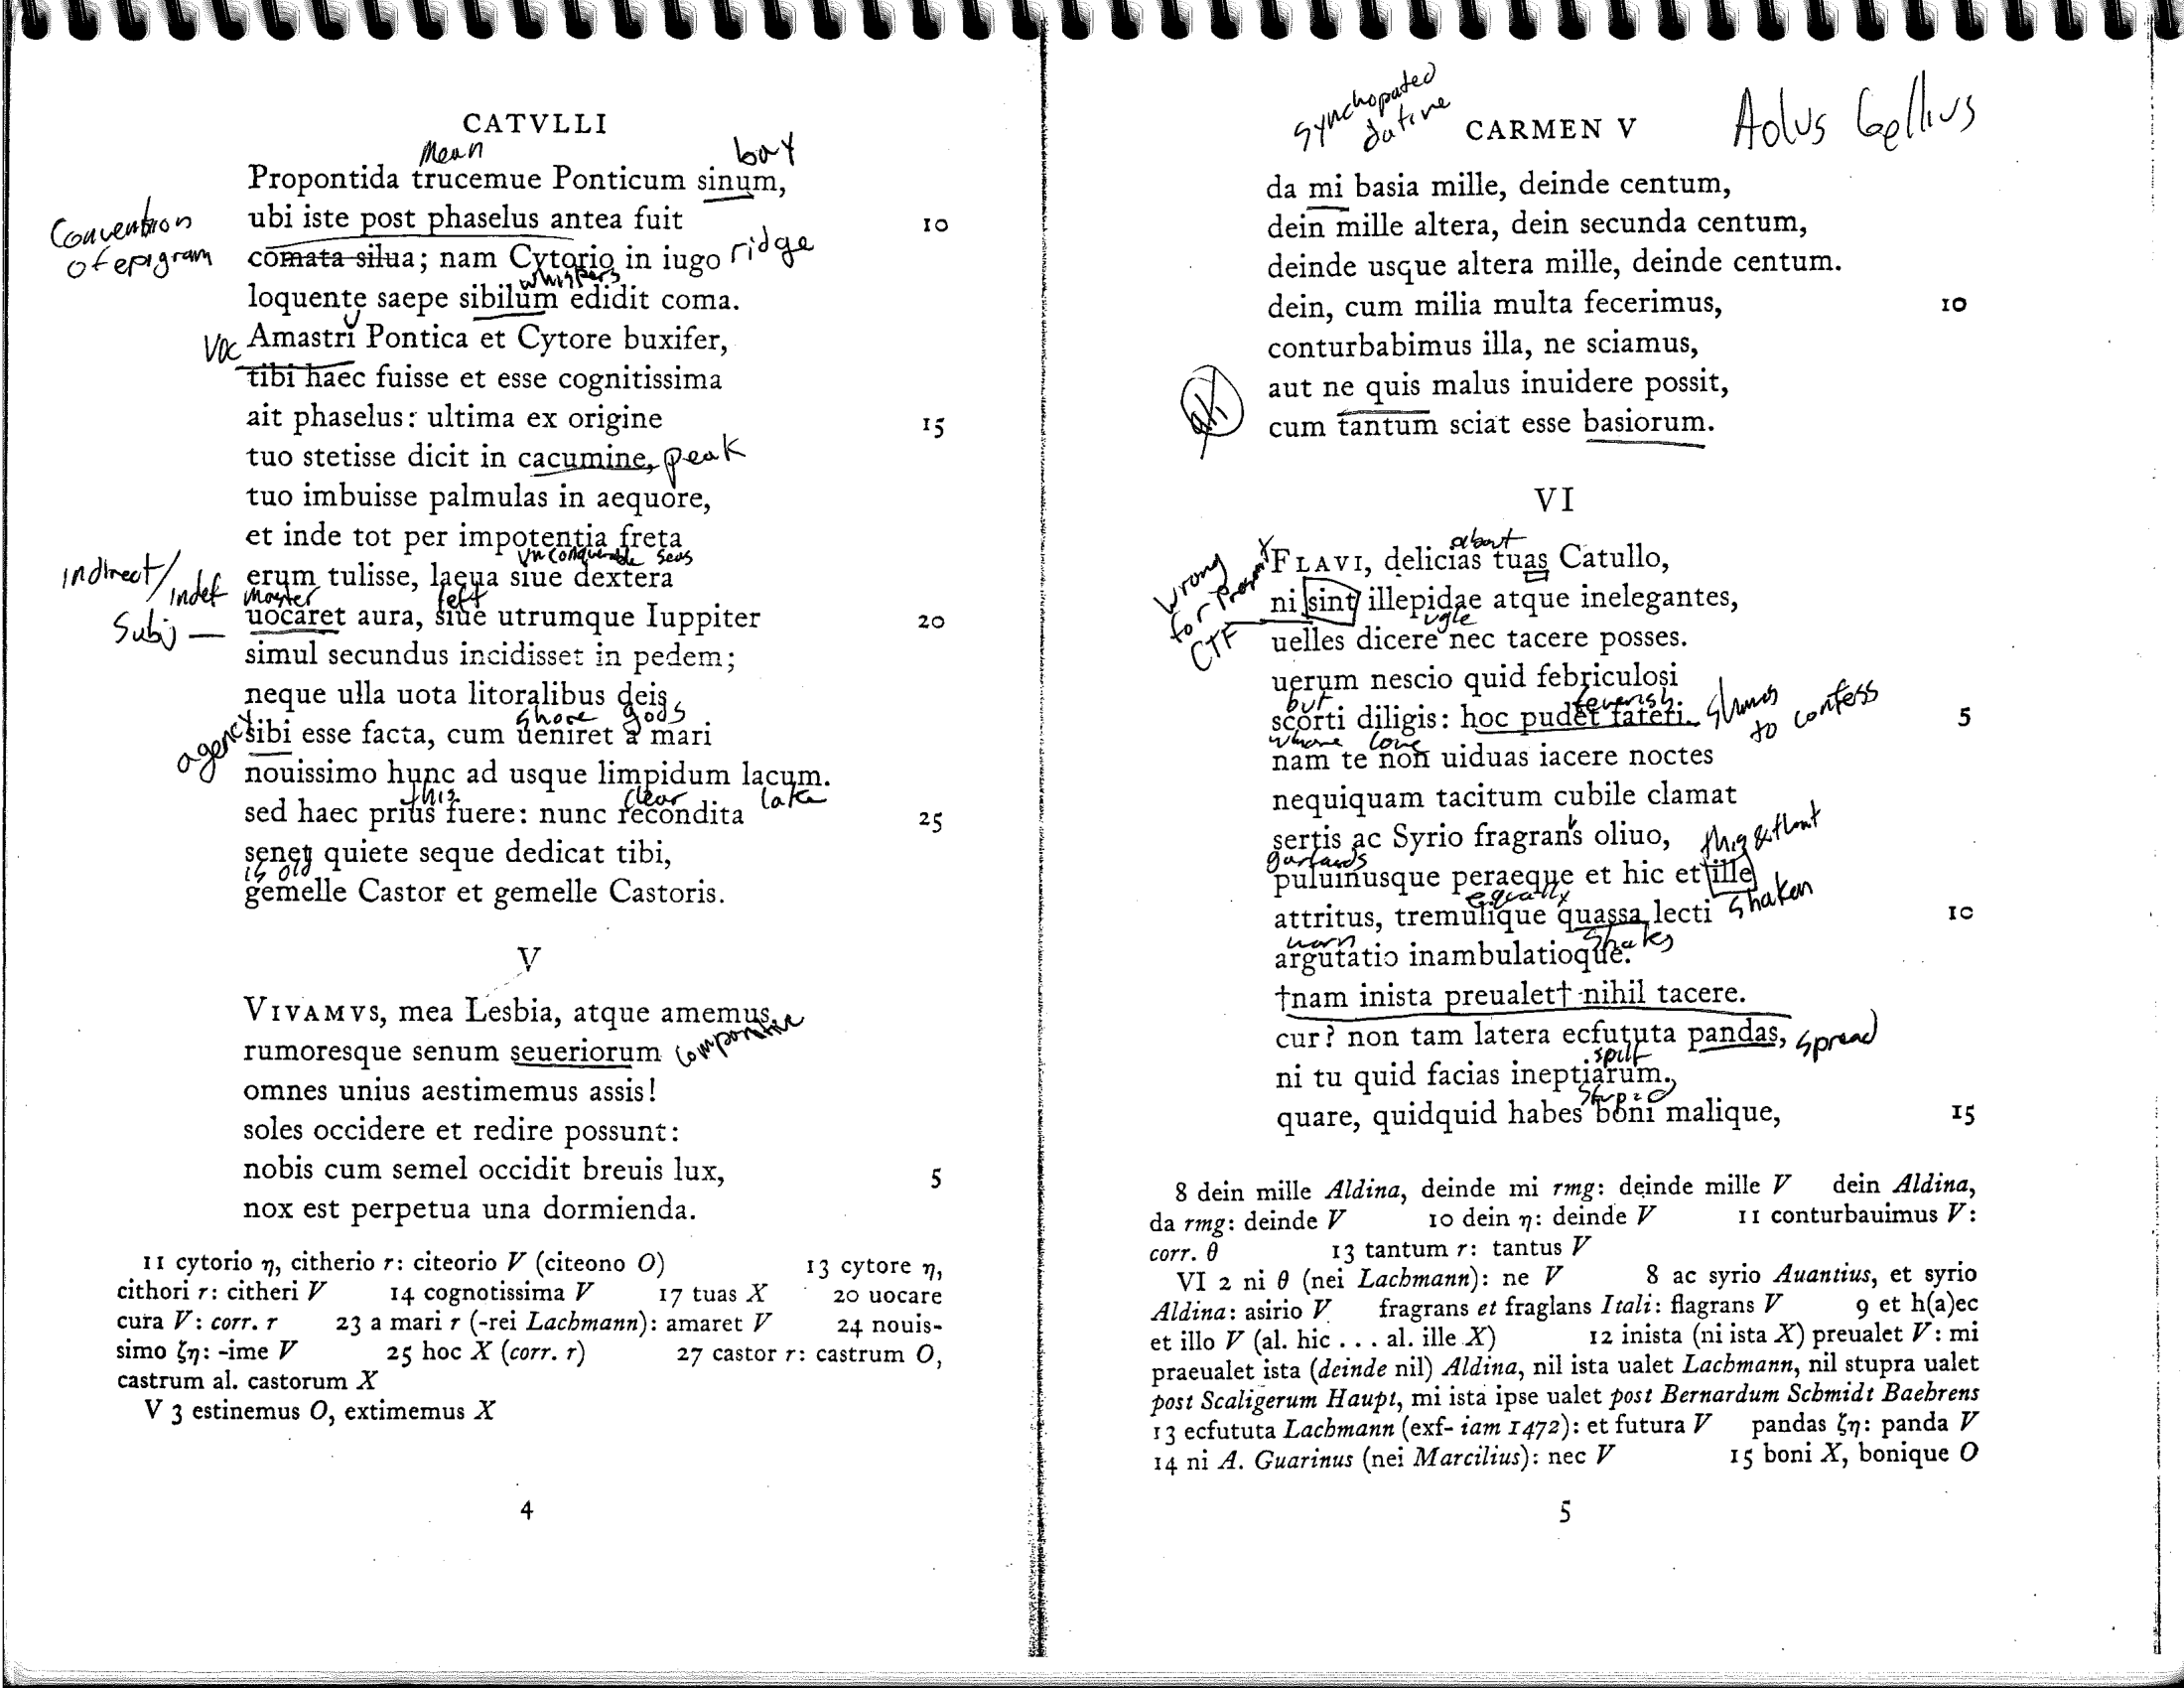 CATVLLI
Mean
bay
Propontida trucemue Ponticum sinum,
Convention
of epigram
ubi iste post phaselus antea fuit 10
comata silua; nam Cytorio in iugo ridge
whispers
loquente saepe sibilum edidit coma.
Voc Amastri Pontica et Cytore buxifer,
tibi haec fuisse et esse cognitissima
ait phaselus: ultima ex origine 15
tuo stetisse dicit in cacumine, peak
tuo imbuisse palmulas in aequore,
et inde tot per impotentia freta
unconquerable seas
Indirect/
Indef
Subj —
erum tulisse, laeua siue dextera
master left
uocaret aura, siue utrumque Iuppiter 20
simul secundus incidisset in pedem;
neque ulla uota litoralibus deis
shore gods
agency sibi esse facta, cum ueniret a mari
nouissimo hunc ad usque limpidum lacum.
this clear lake
sed haec prius fuere: nunc recondita 25
senet quiete seque dedicat tibi,
is old
gemelle Castor et gemelle Castoris.
V
VIVAMVS, mea Lesbia, atque amemus,
rumoresque senum seueriorum comparative
omnes unius aestimemus assis!
soles occidere et redire possunt:
nobis cum semel occidit breuis lux, 5
nox est perpetua una dormienda.
11 cytorio η, citherio r: citeorio V (citeono O) 13 cytore η,
cithori r: citheri V 14 cognotissima V 17 tuas X 20 uocare
cura V: corr. r 23 a mari r (-rei Lachmann): amaret V 24 nouis-
simo ζη: -ime V 25 hoc X (corr. r) 27 castor r: castrum O,
castrum al. castorum X
V 3 estinemus O, extimemus X
4
Synchopated
dative
CARMEN V
Aolus Gellius
da mi basia mille, deinde centum,
dein mille altera, dein secunda centum,
deinde usque altera mille, deinde centum.
dein, cum milia multa fecerimus, 10
conturbabimus illa, ne sciamus,
aut ne quis malus inuidere possit,
cum tantum sciat esse basiorum.
VI
about
FLAVI, delicias tuas Catullo,
wrong
for present
CTF
ni sint illepidae atque inelegantes,
ugle
uelles dicere nec tacere posses.
uerum nescio quid febriculosi
but feverish
scorti diligis: hoc pudet fateri. 5
to confess
whore love
nam te non uiduas iacere noctes
nequiquam tacitum cubile clamat
sertis ac Syrio fragrans oliuo,
garlands
this & that
puluinusque peraeque et hic et ille
equally
attritus, tremulique quassa lecti shaken 10
worn shakes
argutatio inambulatioque.
†nam inista preualet† nihil tacere.
cur? non tam latera ecfututa pandas, spread
ni tu quid facias ineptiarum.
stupid
quare, quidquid habes boni malique, 15
8 dein mille Aldina, deinde mi rmg: deinde mille V dein Aldina,
da rmg: deinde V 10 dein η: deinde V 11 conturbauimus V:
corr. θ 13 tantum r: tantus V
VI 2 ni θ (nei Lachmann): ne V 8 ac syrio Auantius, et syrio
Aldina: asirio V fragrans et fraglans Itali: flagrans V 9 et h(a)ec
et illo V (al. hic . . . al. ille X) 12 inista (ni ista X) preualet V: mi
praeualet ista (deinde nil) Aldina, nil ista ualet Lachmann, nil stupra ualet
post Scaligerum Haupt, mi ista ipse ualet post Bernardum Schmidt Baehrens
13 ecfututa Lachmann (exf- iam 1472): et futura V pandas ζη: panda V
14 ni A. Guarinus (nei Marcilius): nec V 15 boni X, bonique O
5